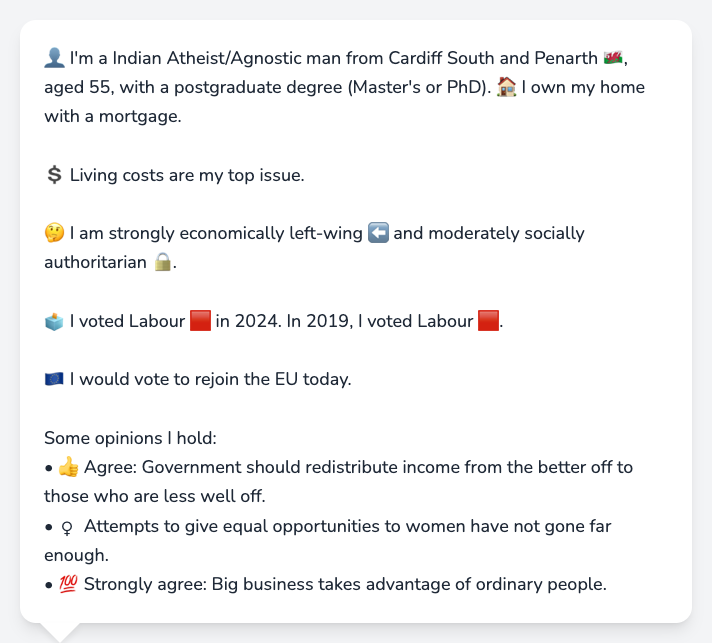 👤 I'm a Indian Atheist/Agnostic man from Cardiff South and Penarth 🏴󠁧󠁢󠁷󠁬󠁳󠁿,
aged 55, with a postgraduate degree (Master's or PhD). 🏠 I own my home
with a mortgage.
💲 Living costs are my top issue.
🤔 I am strongly economically left-wing ⬅️ and moderately socially
authoritarian 🔒.
🗳️ I voted Labour 🟥 in 2024. In 2019, I voted Labour 🟥.
🇪🇺 I would vote to rejoin the EU today.
Some opinions I hold:
• 👍 Agree: Government should redistribute income from the better off to
those who are less well off.
• ♀ Attempts to give equal opportunities to women have not gone far
enough.
• 💯 Strongly agree: Big business takes advantage of ordinary people.